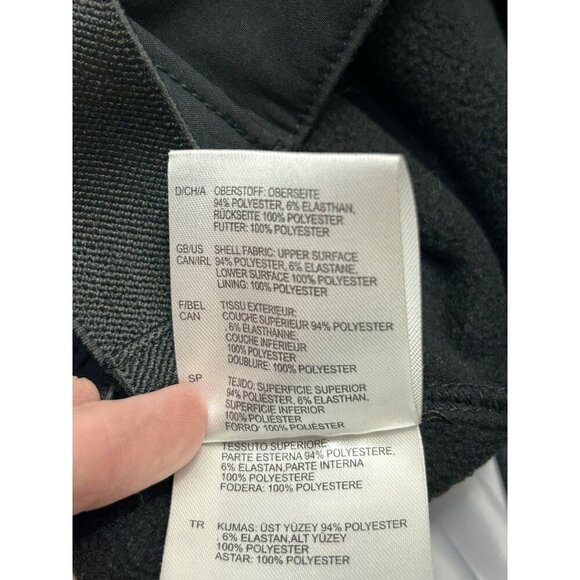 D/CH/A OBERSTOFF: OBERSEITE
94% POLYESTER, 6% ELASTHAN,
RÜCKSEITE 100% POLYESTER
FUTTER: 100% POLYESTER
GB/US SHELL FABRIC: UPPER SURFACE
CAN/IRL 94% POLYESTER, 6% ELASTANE,
LOWER SURFACE 100% POLYESTER
LINING: 100% POLYESTER
F/BEL TISSU EXTERIEUR:
CAN COUCHE SUPÉRIEUR 94% POLYESTER
, 6% ELASTHANNE,
COUCHE INFÉRIEUR
100% POLYESTER
DOUBLURE: 100% POLYESTER
SP TEJIDO: SUPERFICIE SUPERIOR
94% POLIESTER, 6% ELASTHAN,
SUPERFICIE INFERIOR
100% POLIÉSTER
FORRO: 100% POLIÉSTER
TESSUTO SUPERIORE:
PARTE ESTERNA 94% POLYESTERE,
6% ELASTAN,PARTE INTERNA
100% POLYESTERE
FODERA: 100% POLYESTERE
TR KUMAS: ÜST YÜZEY 94% POLYESTER
, 6% ELASTAN,ALT YÜZEY
100% POLYESTER
ASTAR: 100% POLYESTER